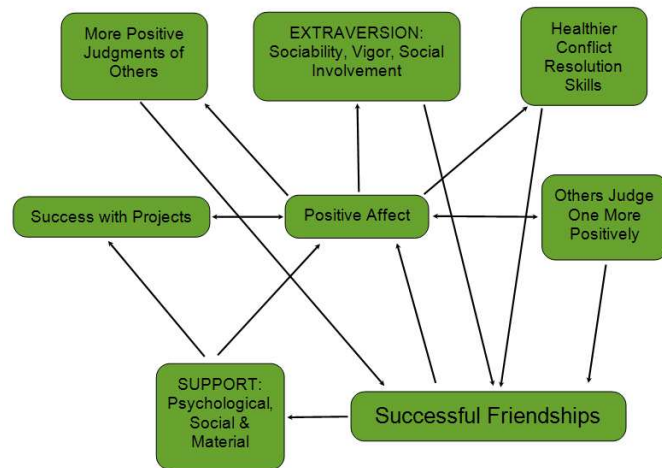 More Positive
Judgments of
Others
EXTRAVERSION:
Sociability, Vigor, Social
Involvement
Healthier
Conflict
Resolution
Skills
Success with Projects
Positive Affect
Others Judge
One More
Positively
SUPPORT:
Psychological,
Social &
Material
Successful Friendships